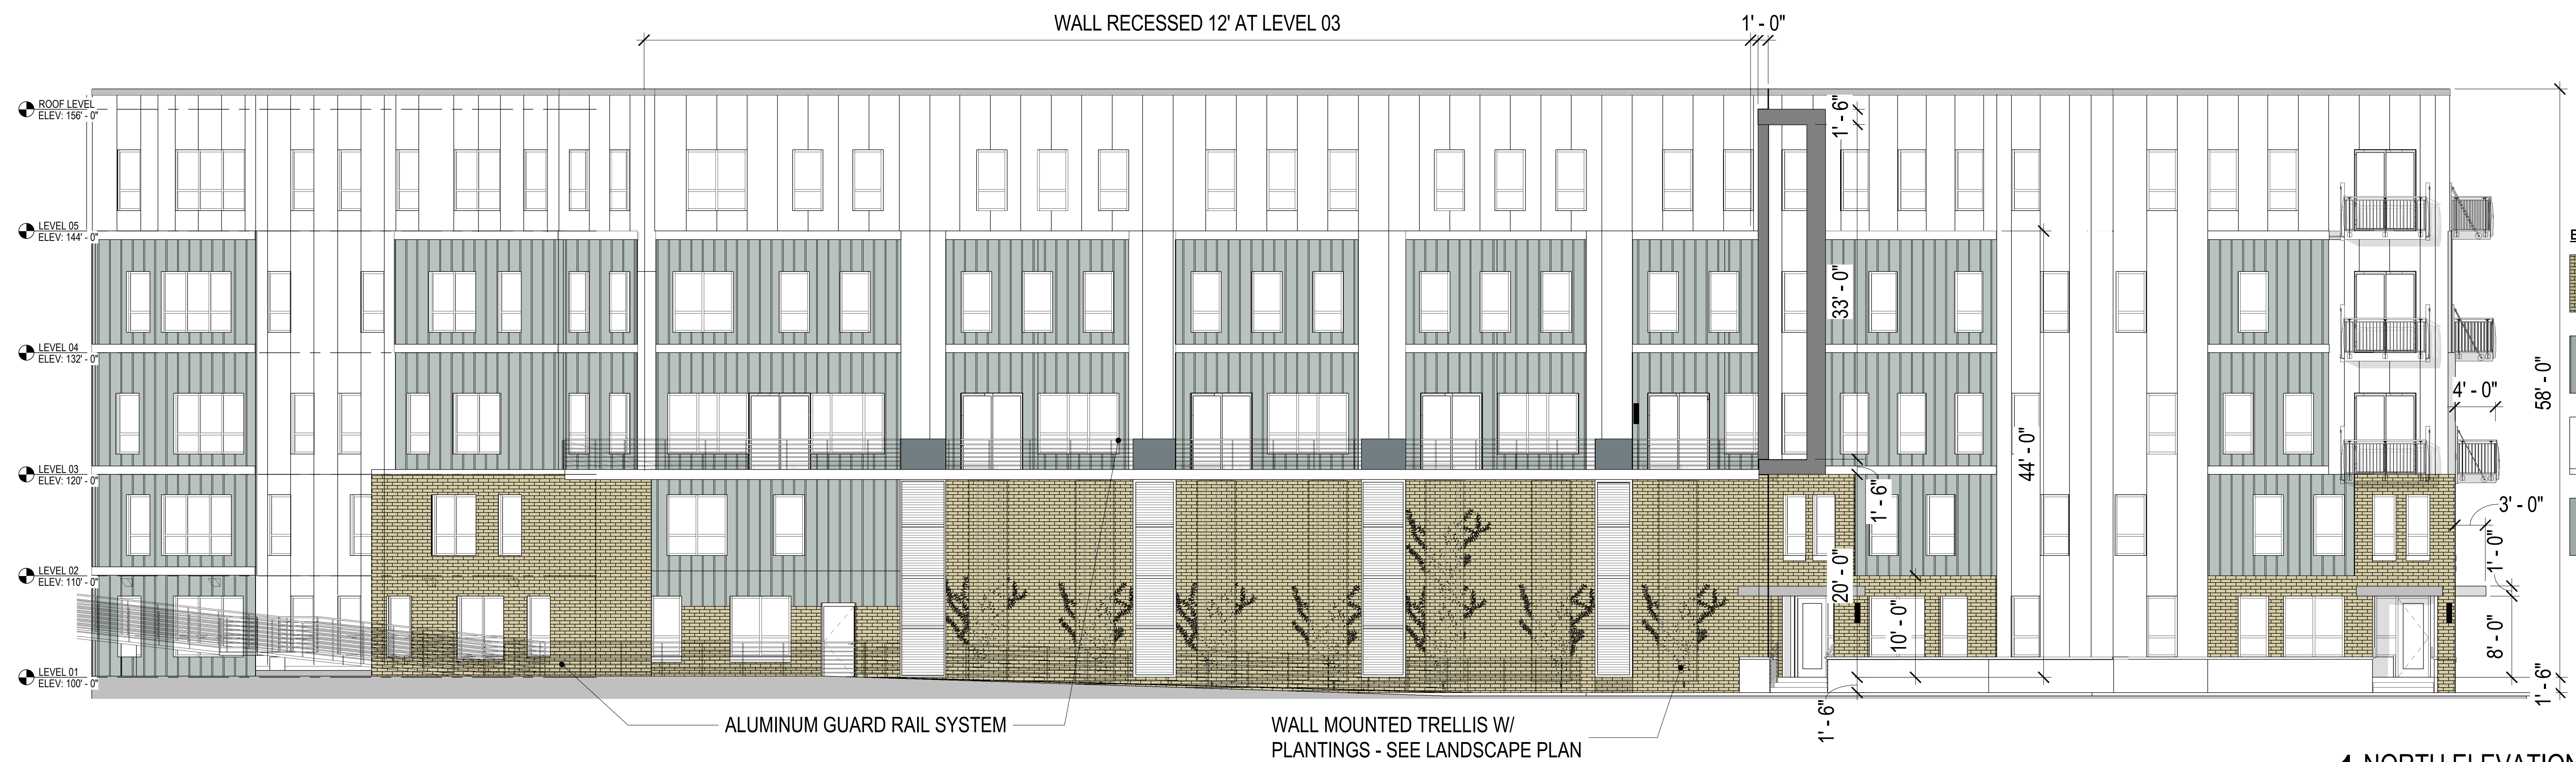 WALL RECESSED 12' AT LEVEL 03
1' - 0"
ROOF LEVEL
ELEV: 156' - 0"
1' - 6"
LEVEL 05
ELEV: 144' - 0"
33' - 0"
LEVEL 04
ELEV: 132' - 0"
58' - 0"
4' - 0"
44' - 0"
LEVEL 03
ELEV: 120' - 0"
1' - 6"
3' - 0"
1' - 0"
LEVEL 02
ELEV: 110' - 0"
20' - 0"
10' - 0"
8' - 0"
LEVEL 01
ELEV: 100' - 0"
1' - 6"
1' - 6"
ALUMINUM GUARD RAIL SYSTEM
WALL MOUNTED TRELLIS W/
PLANTINGS - SEE LANDSCAPE PLAN
NORTH ELEVATION